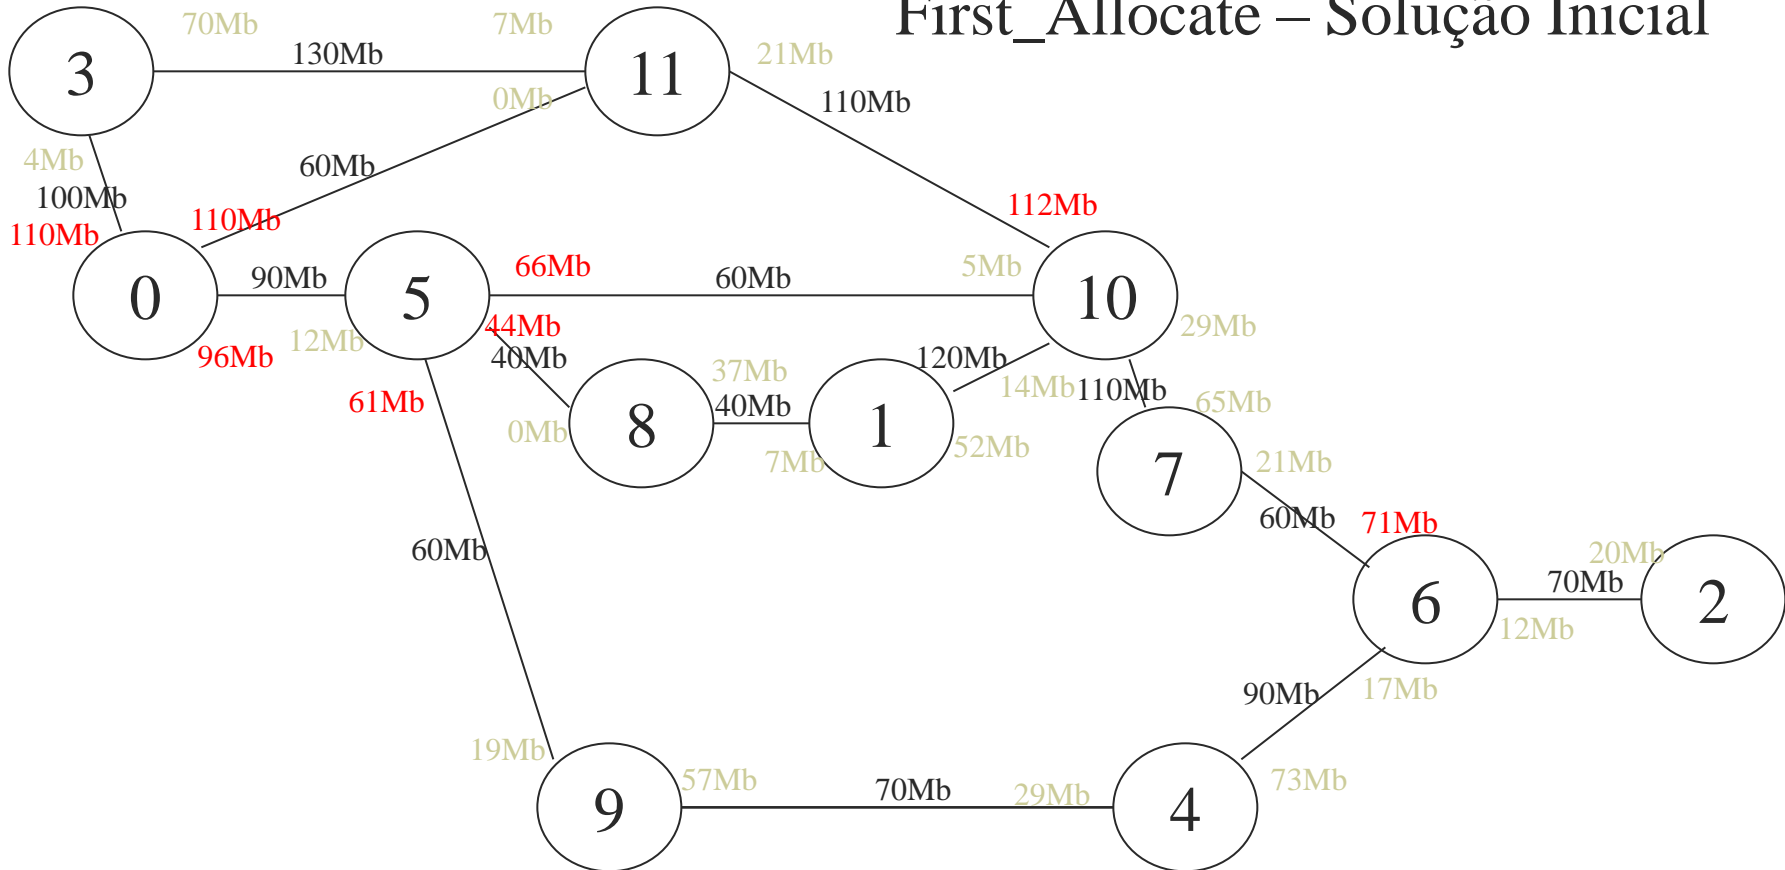 First_Allocate – Solução Inicial
70Mb
7Mb
21Mb
3
130Mb
11
0Mb
110Mb
4Mb
60Mb
100Mb
110Mb
110Mb
112Mb
0
90Mb
5
66Mb
60Mb
5Mb
10
29Mb
96Mb
12Mb
44Mb
40Mb
120Mb
14Mb
110Mb
61Mb
37Mb
40Mb
65Mb
0Mb
8
1
7Mb
52Mb
7
21Mb
60Mb
71Mb
60Mb
20Mb
70Mb
6
2
12Mb
90Mb
17Mb
19Mb
57Mb
70Mb
29Mb
73Mb
9
4